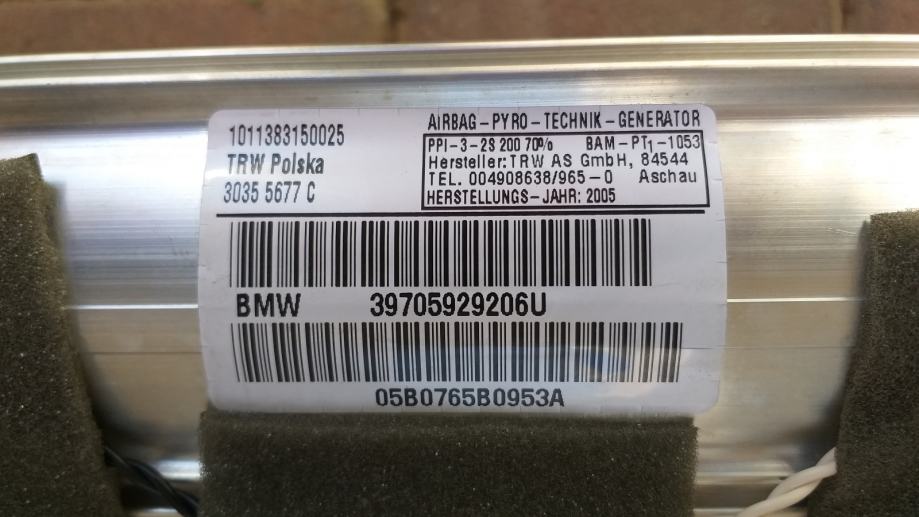 1011383150025
TRW Polska
3035 5677 C
AIRBAG-PYRO-TECHNIK-GENERATOR
PPI-3-2S 200 70% BAM-PT1-1053
Hersteller: TRW AS GmbH, 84544
TEL. 004908638/965-0 Aschau
HERSTELLUNGS-JAHR: 2005
BMW 39705929206U
05B0765B0953A